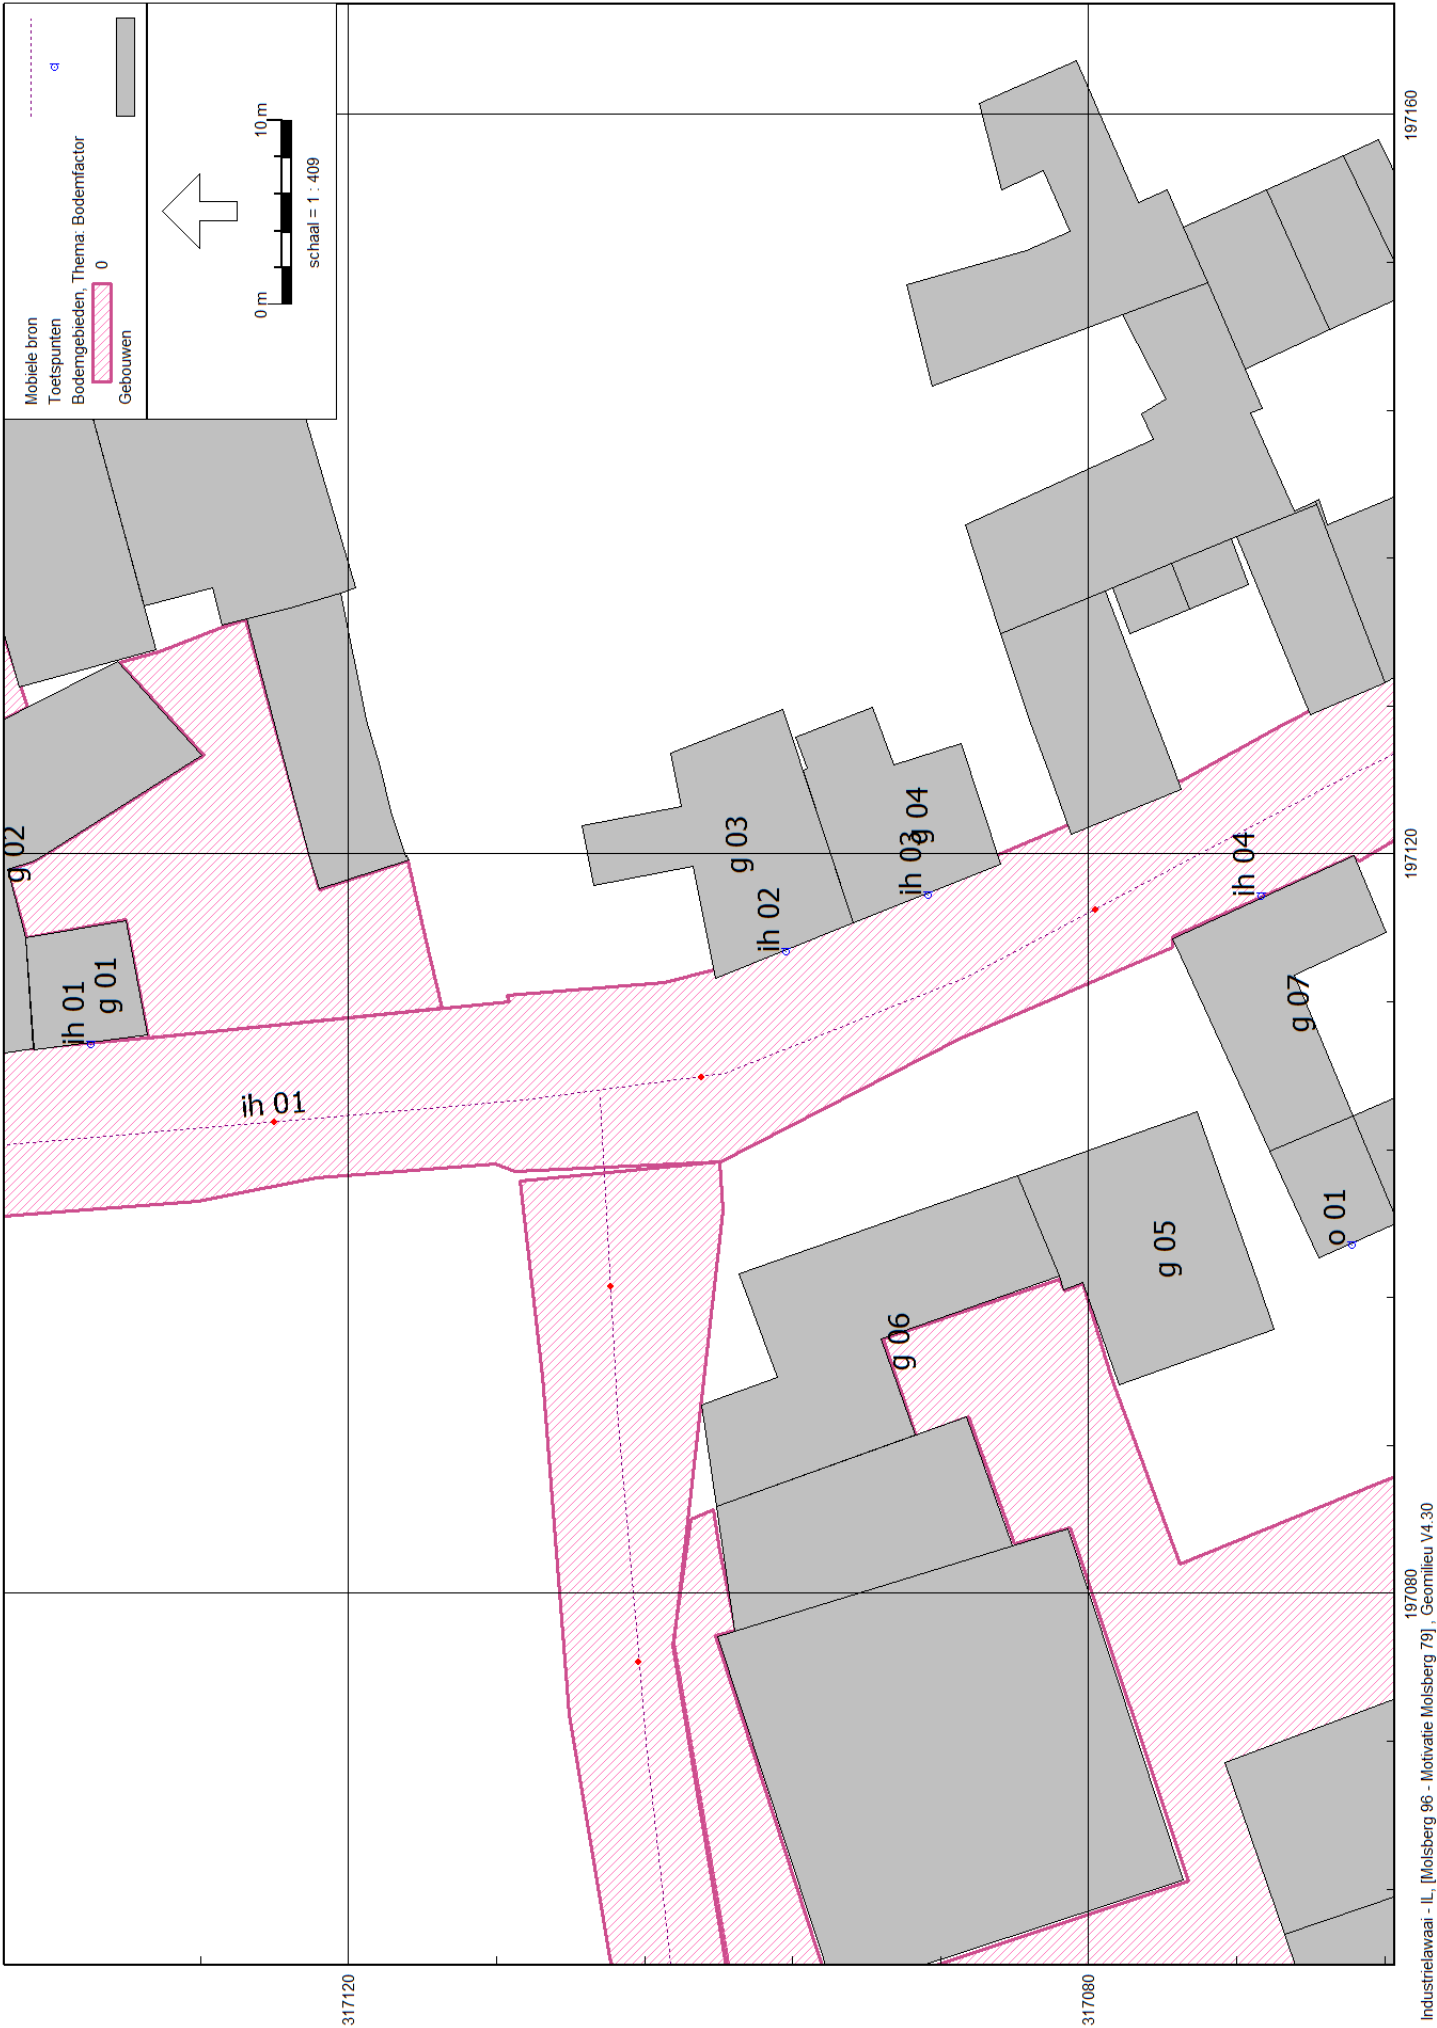 Mobiele bron
Toetspunten
Bodemgebieden, Thema: Bodemfactor
0
Gebouwen
0 m
10 m
schaal = 1 : 409
g 02
ih 01
g 01
ih 01
g 03
ih 02
g 04
ih 03
ih 04
g 07
o 01
g 05
g 06
317120
317080
197080
197120
197160
Industrielawaai - IL, [Molsberg 96 - Motivatie Molsberg 79] , Geomilieu V4.30